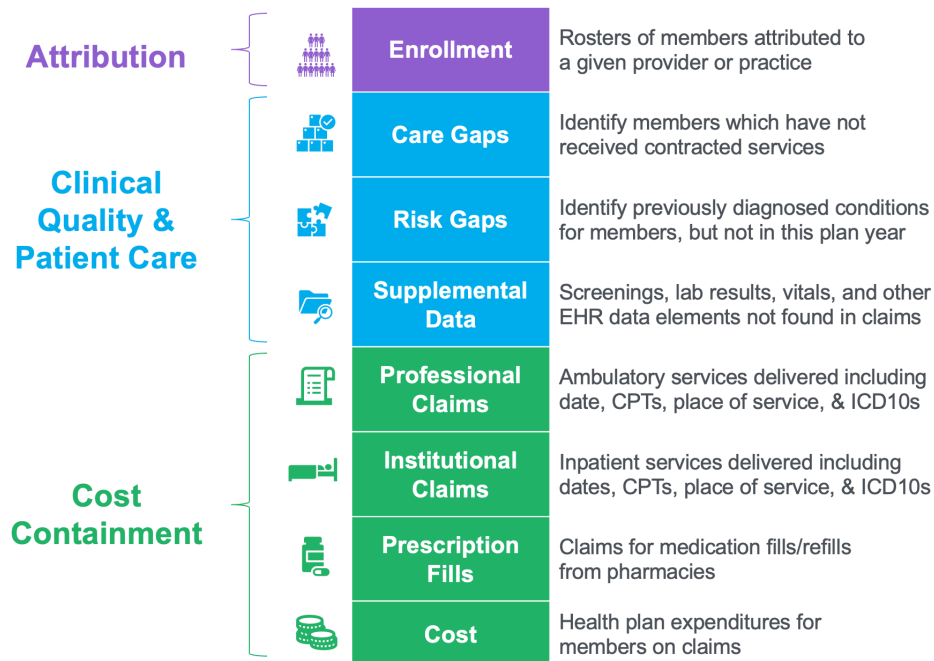 Attribution
Enrollment
Rosters of members attributed to
a given provider or practice
Clinical
Quality &
Patient Care
Care Gaps
Identify members which have not
received contracted services
Risk Gaps
Identify previously diagnosed conditions
for members, but not in this plan year
Supplemental
Data
Screenings, lab results, vitals, and other
EHR data elements not found in claims
Cost
Containment
Professional
Claims
Ambulatory services delivered including
date, CPTs, place of service, & ICD10s
Institutional
Claims
Inpatient services delivered including
dates, CPTs, place of service, & ICD10s
Prescription
Fills
Claims for medication fills/refills
from pharmacies
Cost
Health plan expenditures for
members on claims